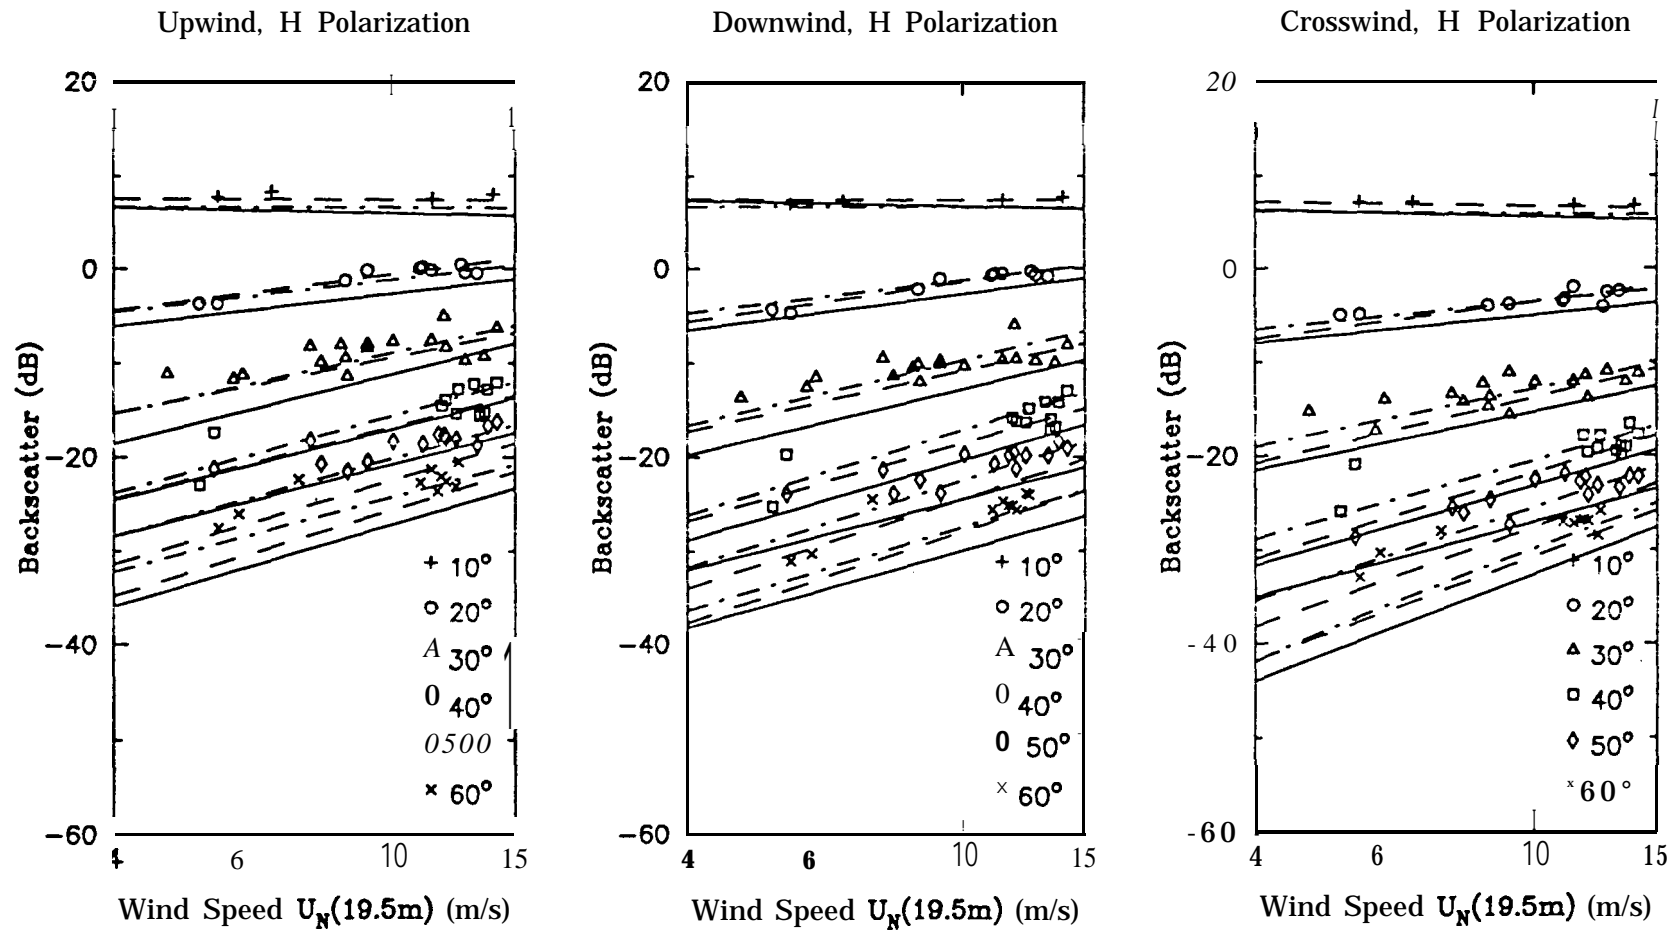 Upwind, H Polarization
20
0
−20
−40
−60
Backscatter (dB)
+ 10°
o 20°
A 30°
0 40°
0500
x 60°
4 6 10 15
Wind Speed U_N(19.5m) (m/s)
Downwind, H Polarization
20
0
−20
−40
−60
Backscatter (dB)
+ 10°
o 20°
A 30°
0 40°
0 50°
x 60°
4 6 10 15
Wind Speed U_N(19.5m) (m/s)
Crosswind, H Polarization
20
0
−20
-40
-60
Backscatter (dB)
+ 10°
o 20°
△ 30°
□ 40°
◇ 50°
x 60°
4 6 10 15
Wind Speed U_N(19.5m) (m/s)